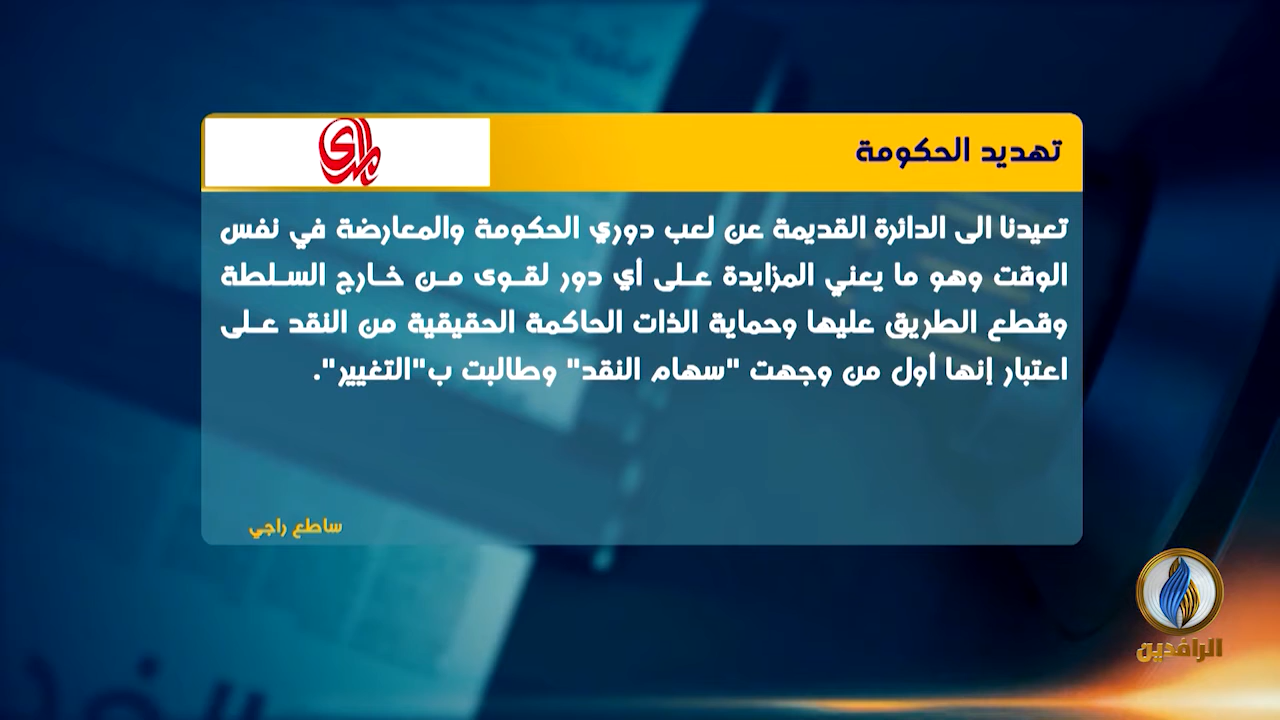 تهديد الحكومة
المدى
تعيدنا الى الدائرة القديمة عن لعب دوري الحكومة والمعارضة في نفس
الوقت وهو ما يعني المزايدة على أي دور لقوى من خارج السلطة
وقطع الطريق عليها وحماية الذات الحاكمة الحقيقية من النقد على
اعتبار إنها أول من وجهت "سهام النقد" وطالبت ب"التغيير".
ساطع راجي
الرافدين